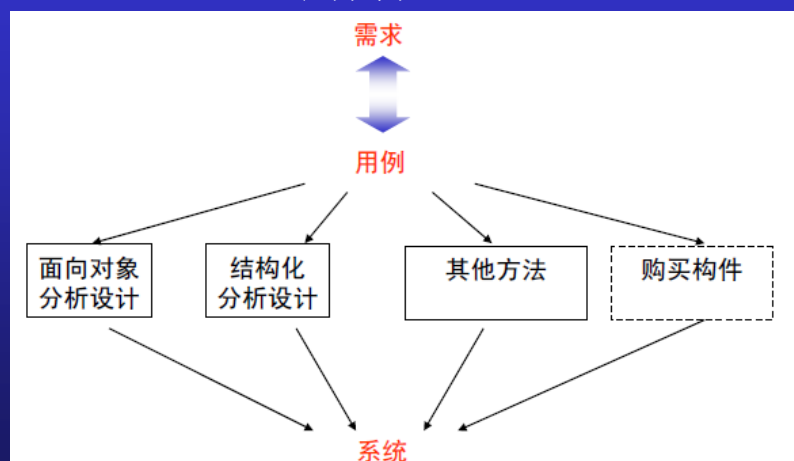 需求
用例
面向对象
分析设计
结构化
分析设计
其他方法
购买构件
系统